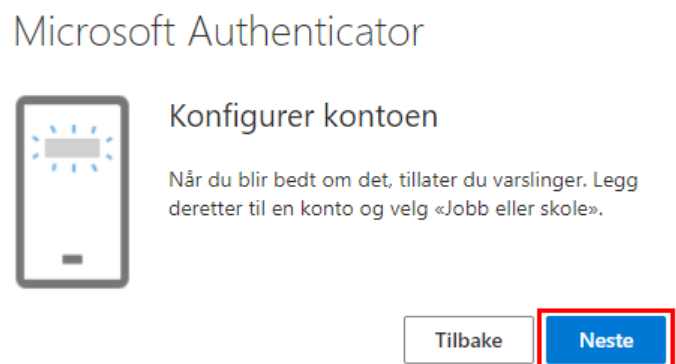 Microsoft Authenticator
Konfigurer kontoen
Når du blir bedt om det, tillater du varslinger. Legg
deretter til en konto og velg «Jobb eller skole».
Tilbake
Neste